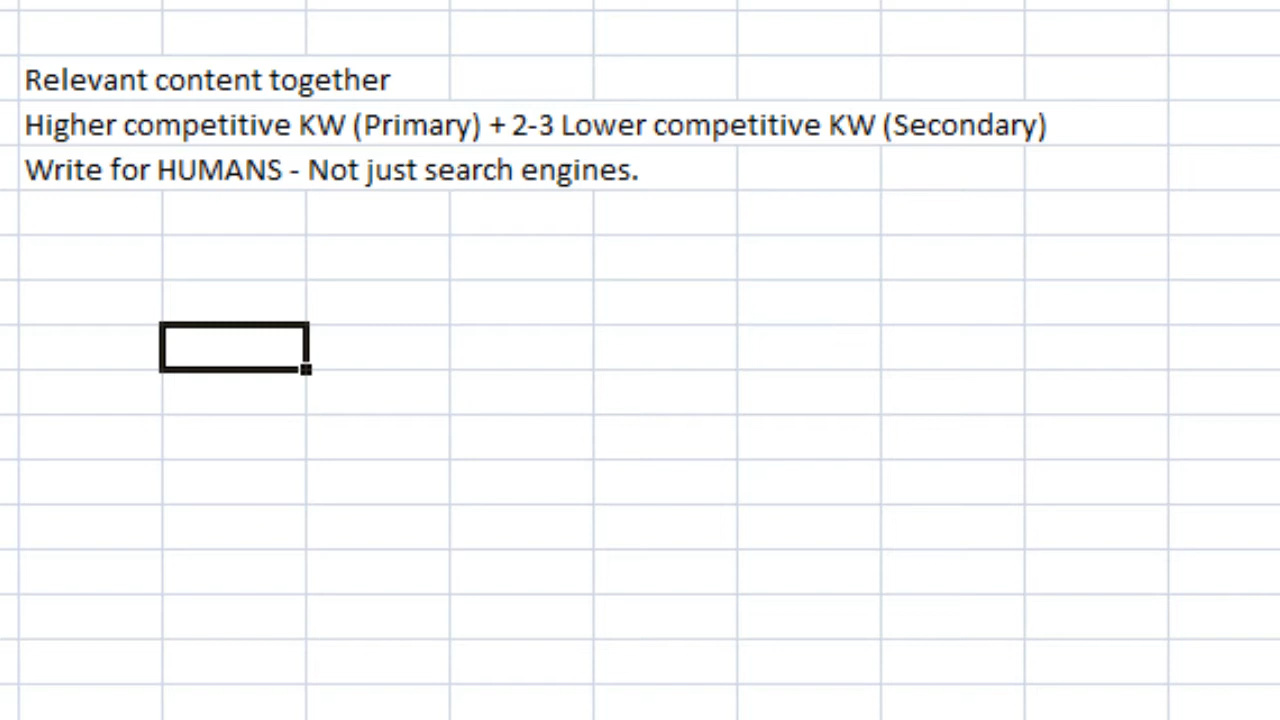 Relevant content together
Higher competitive KW (Primary) + 2-3 Lower competitive KW (Secondary)
Write for HUMANS - Not just search engines.